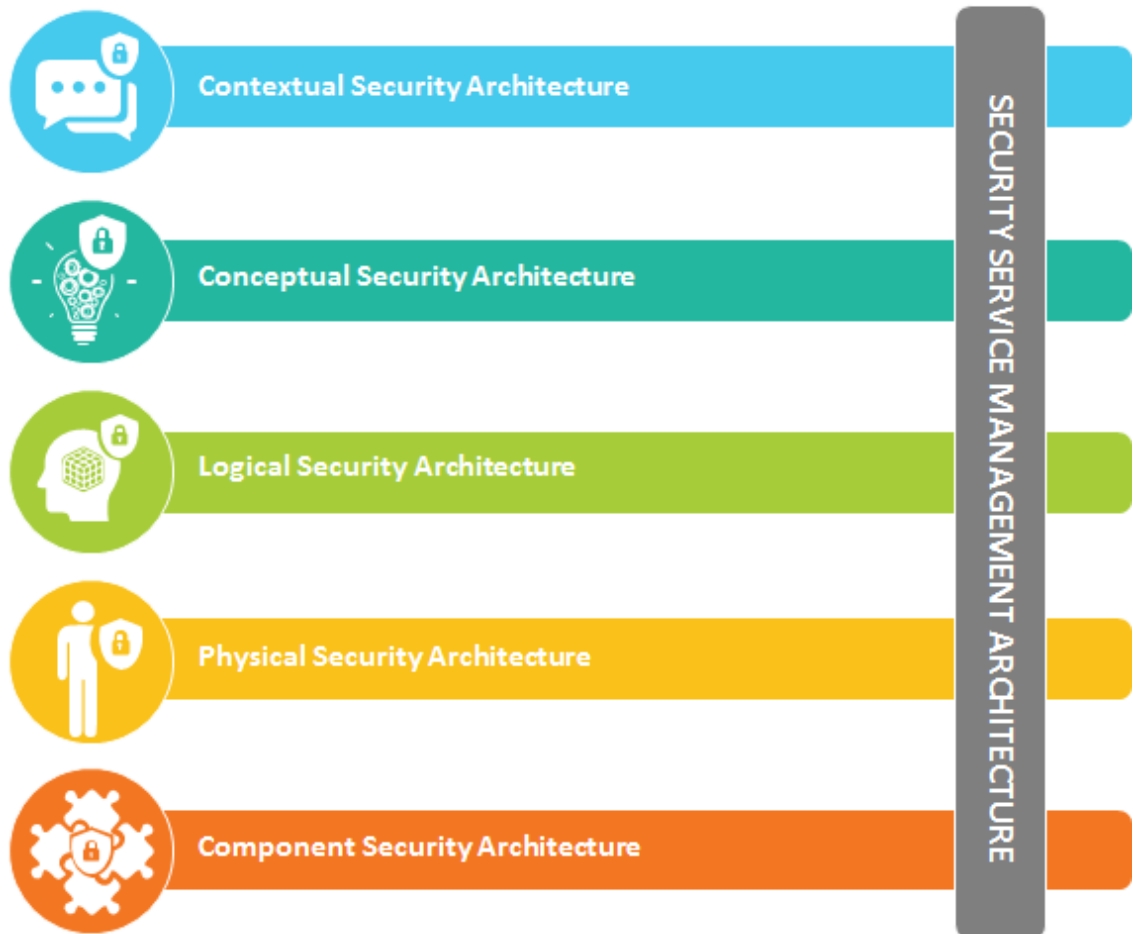 Contextual Security Architecture
Conceptual Security Architecture
Logical Security Architecture
Physical Security Architecture
Component Security Architecture
SECURITY SERVICE MANAGEMENT ARCHITECTURE